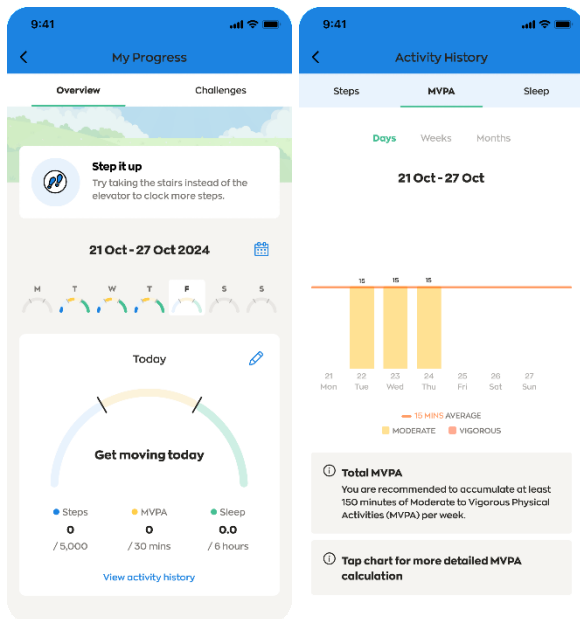 9:41
My Progress
Overview Challenges
Step it up
Try taking the stairs instead of the
elevator to clock more steps.
21 Oct - 27 Oct 2024
M T W T F S S
Today
Get moving today
Steps MVPA Sleep
0 0 0.0
/ 5,000 / 30 mins / 6 hours
View activity history
9:41
Activity History
Steps MVPA Sleep
Days Weeks Months
21 Oct - 27 Oct
15 15 15
21 22 23 24 25 26 27
Mon Tue Wed Thu Fri Sat Sun
15 MINS AVERAGE
MODERATE VIGOROUS
Total MVPA
You are recommended to accumulate at least
150 minutes of Moderate to Vigorous Physical
Activities (MVPA) per week.
Tap chart for more detailed MVPA
calculation